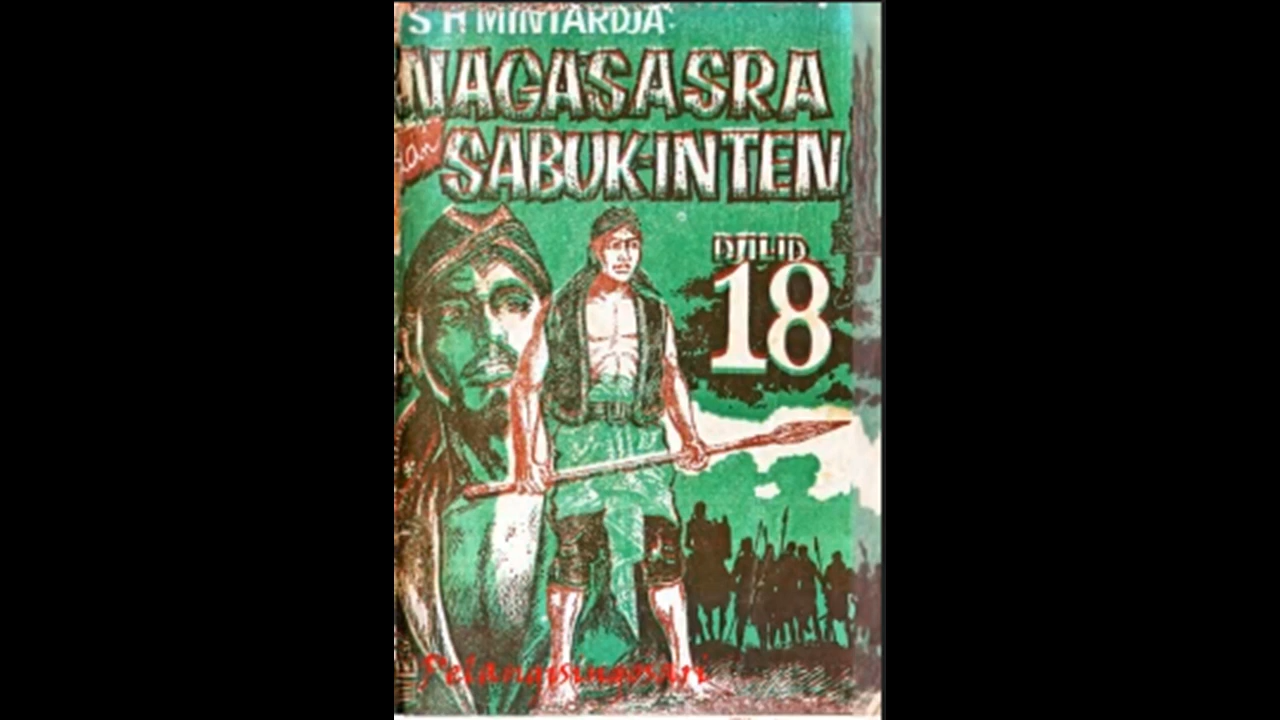 S H MINTARDJA:
NAGASASRA
dan SABUK-INTEN
DJILID
18
Pelangisingosari